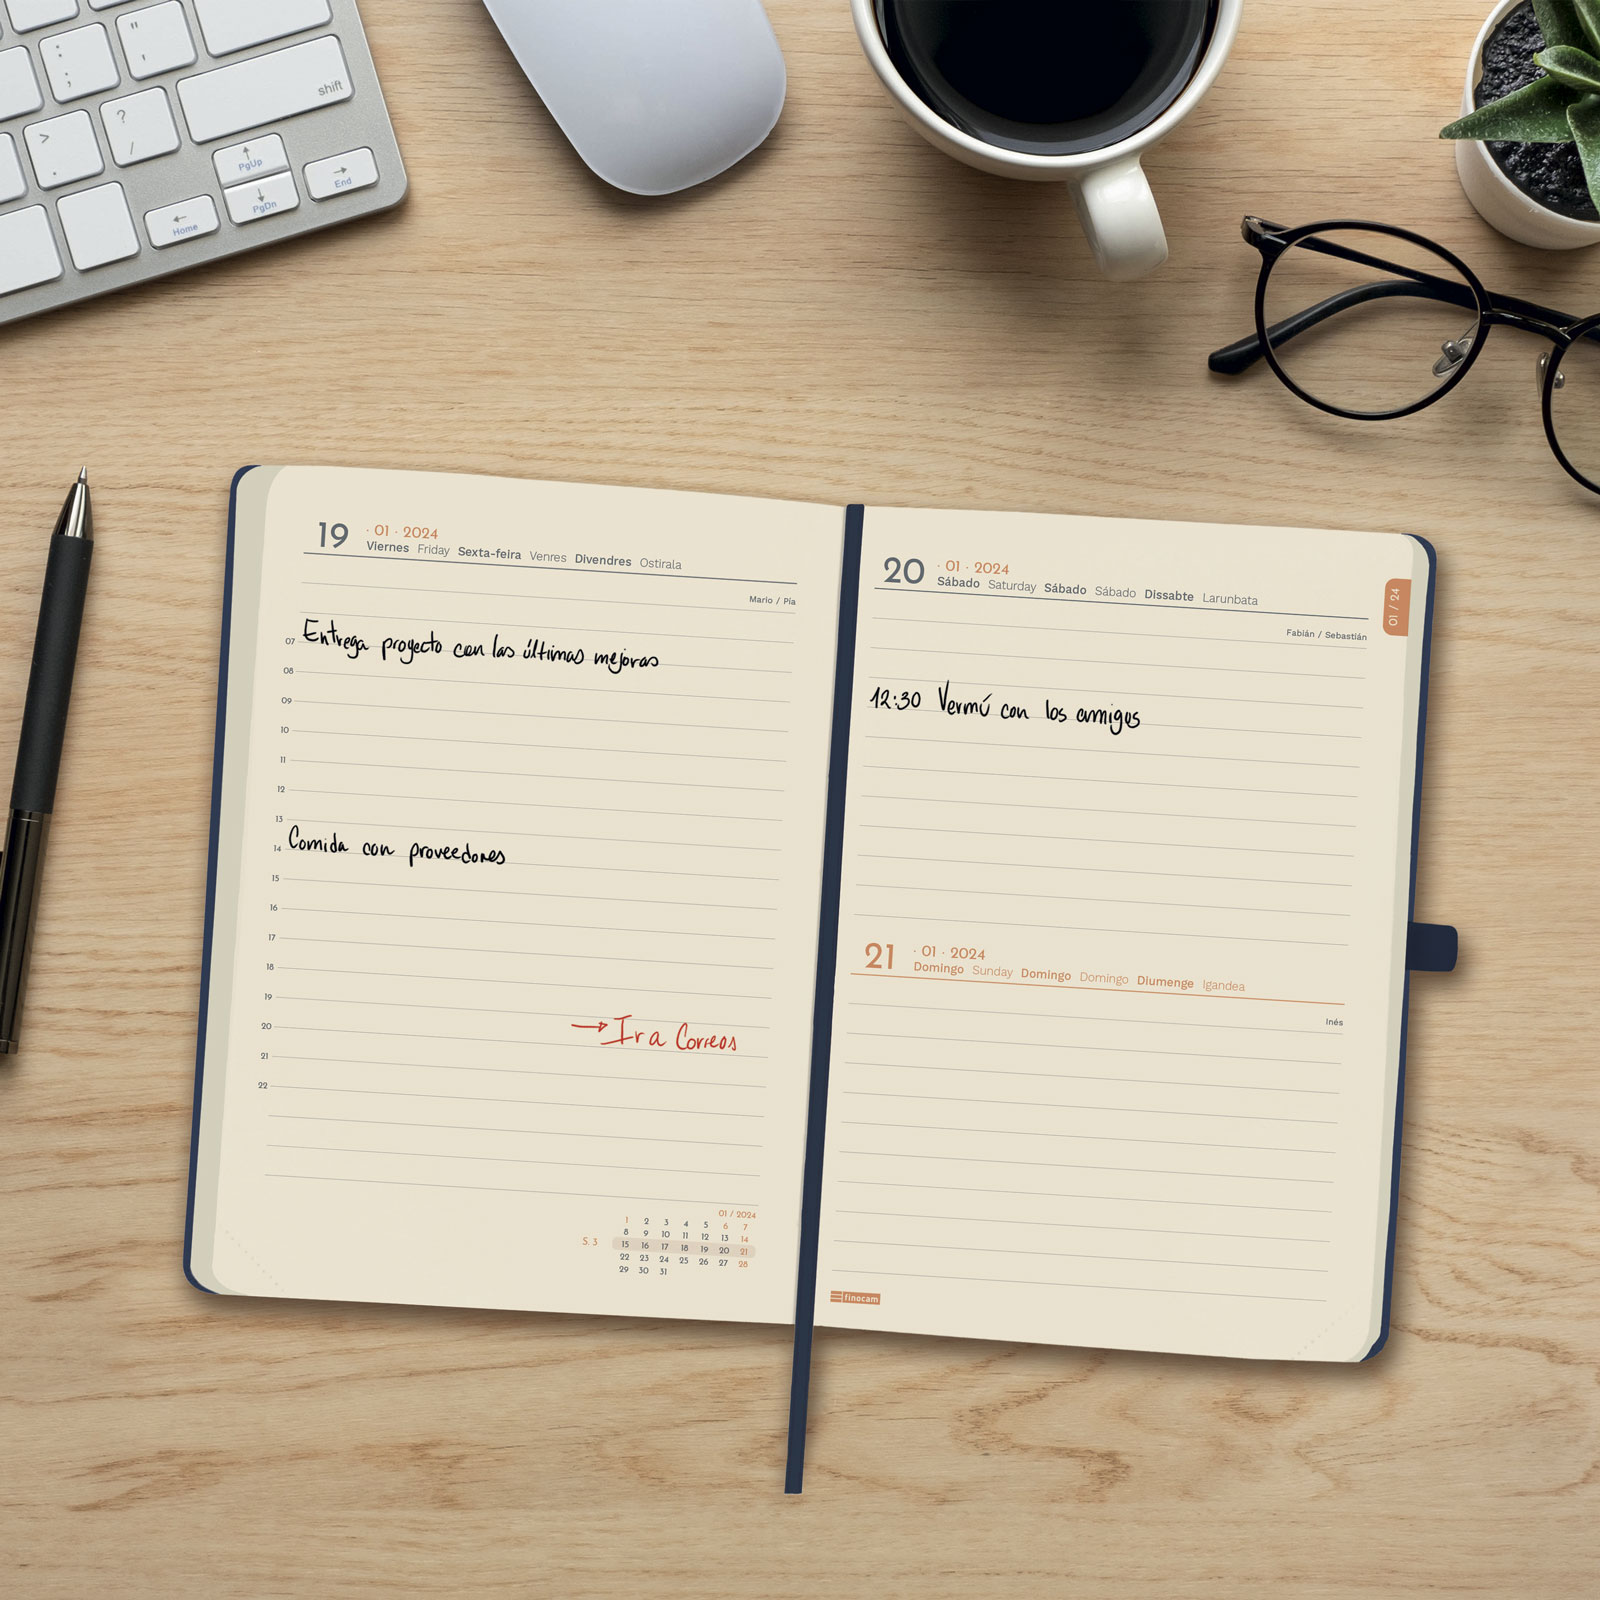 " '
: ;
shift
> .
? /
PgUp
Home
PgDn
End
19 · 01 · 2024
Viernes Friday Sexta-feira Venres Divendres Ostirala
Mario / Pía
07 Entrega proyecto con las últimas mejoras
08
09
10
11
12
13
14 Comida con proveedores
15
16
17
18
19
20 → Ir a Correos
21
22
01 / 2024
1 2 3 4 5 6 7
8 9 10 11 12 13 14
S. 3 15 16 17 18 19 20 21
22 23 24 25 26 27 28
29 30 31
20 · 01 · 2024
Sábado Saturday Sábado Sábado Dissabte Larunbata
01 / 24
Fabián / Sebastián
12:30 Vermú con los amigos
21 · 01 · 2024
Domingo Sunday Domingo Domingo Diumenge Igandea
Inés
finocam